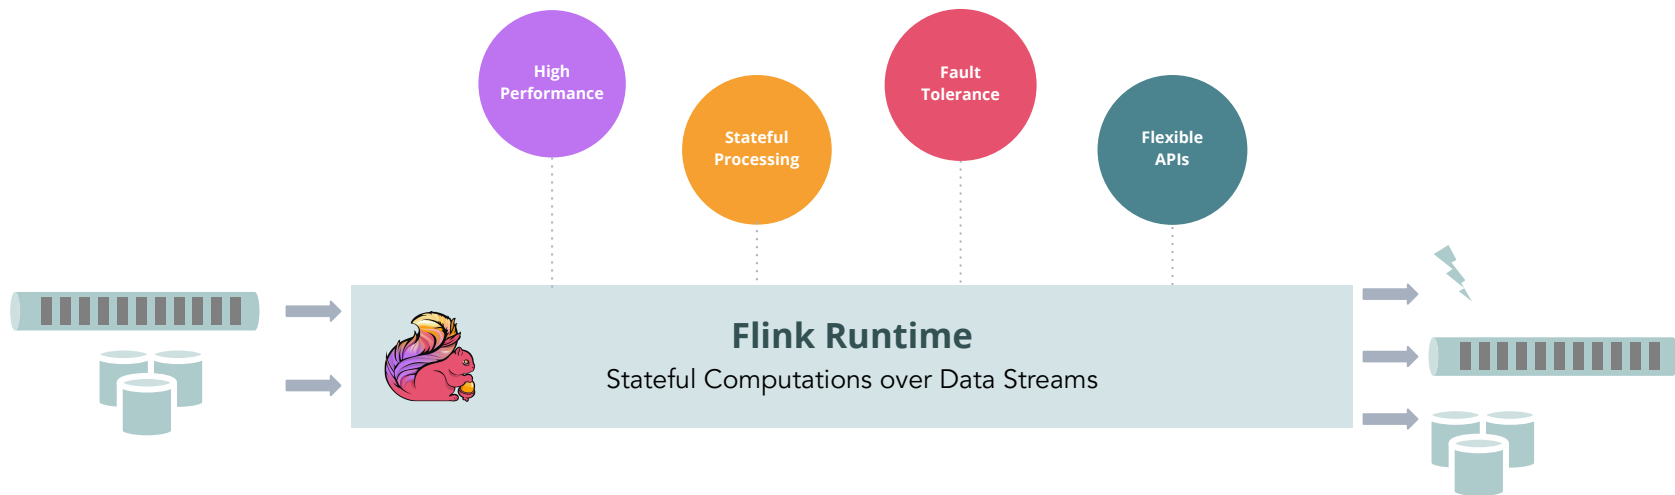 High
Performance
Stateful
Processing
Fault
Tolerance
Flexible
APIs
Flink Runtime
Stateful Computations over Data Streams